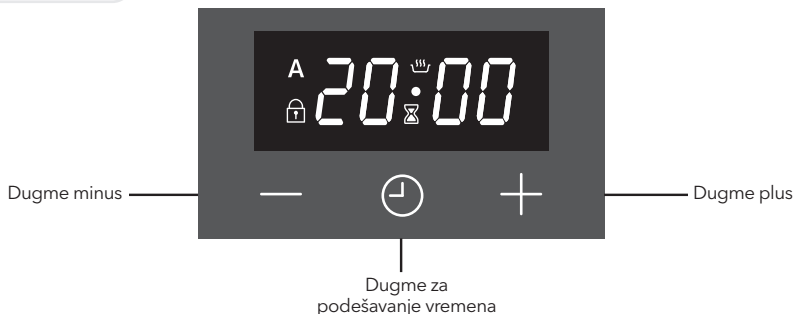 A
20:00
Dugme minus
Dugme plus
Dugme za
podešavanje vremena